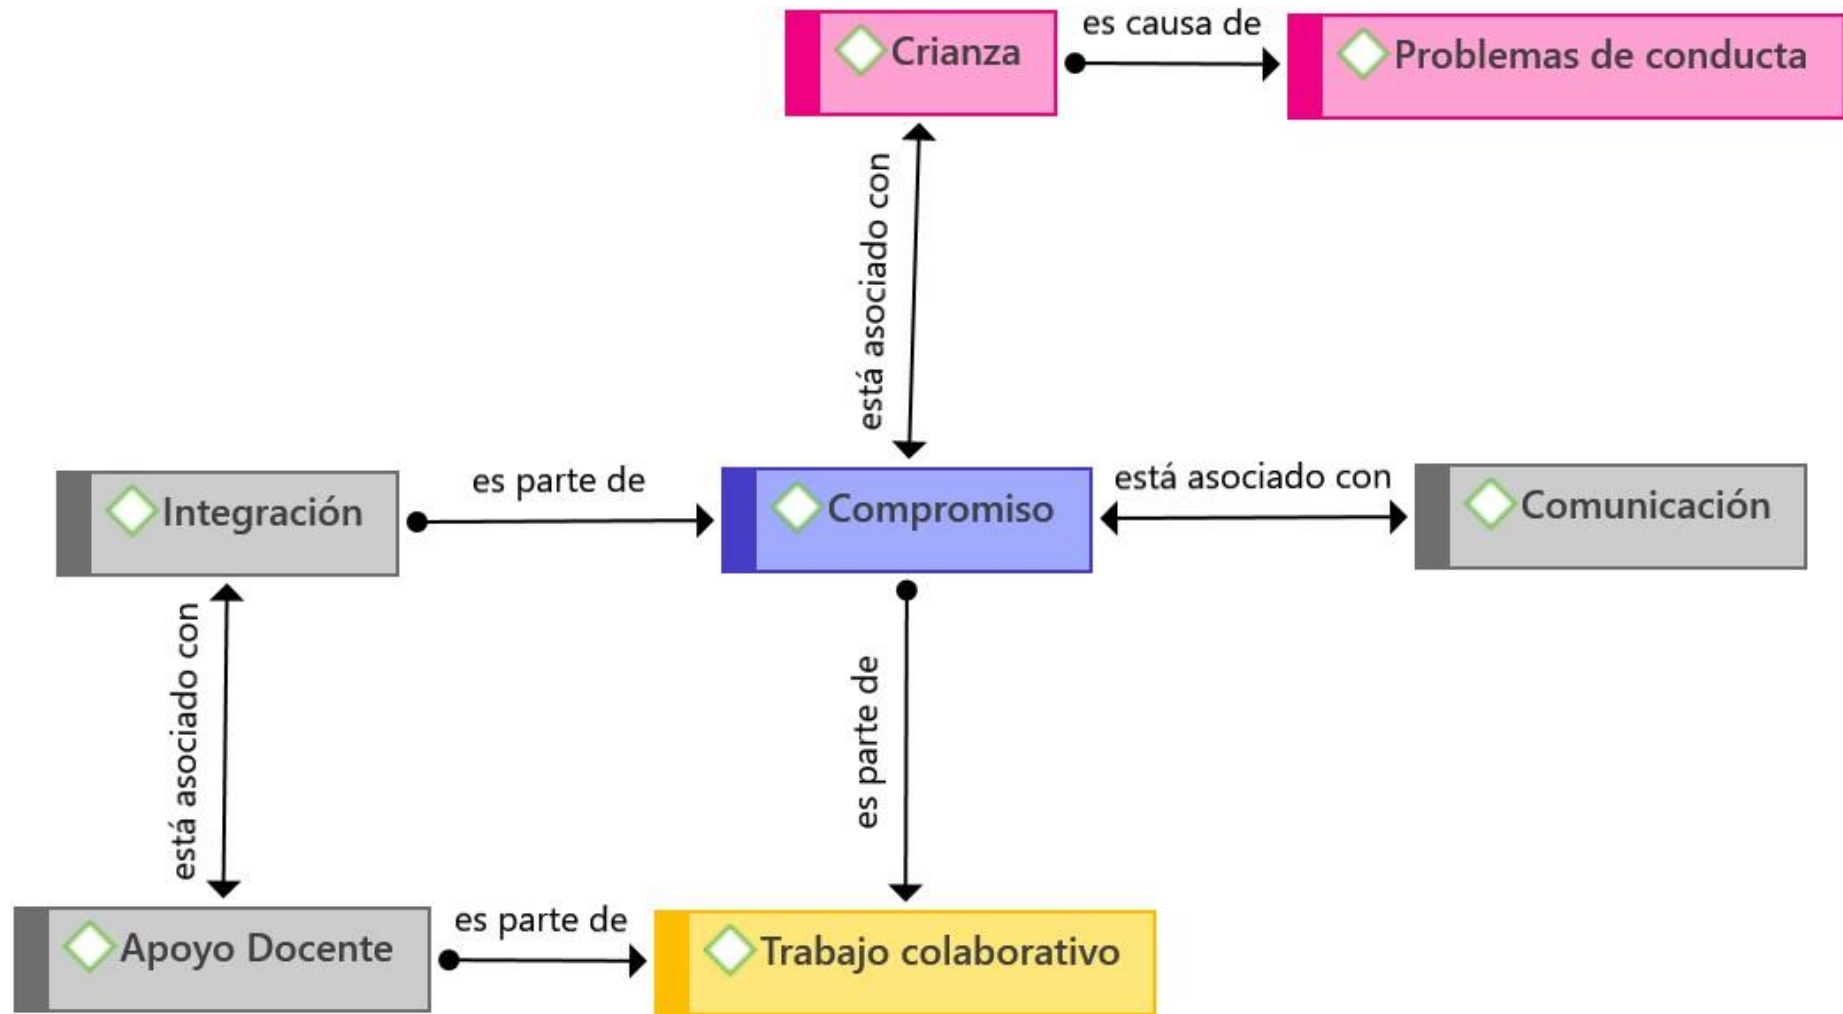 Crianza
es causa de
Problemas de conducta
está asociado con
Integración
es parte de
Compromiso
está asociado con
Comunicación
está asociado con
es parte de
Apoyo Docente
es parte de
Trabajo colaborativo